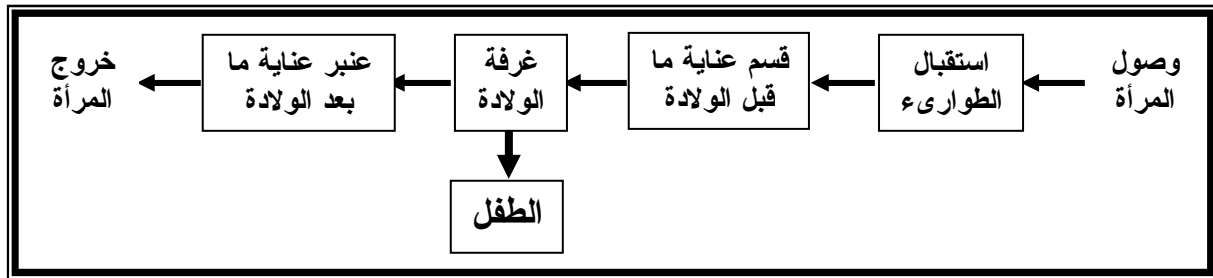 وصول
المرأة
استقبال
الطوارىء
قسم عناية ما
قبل الولادة
غرفة
الولادة
عنبر عناية ما
بعد الولادة
خروج
المرأة
الطفل